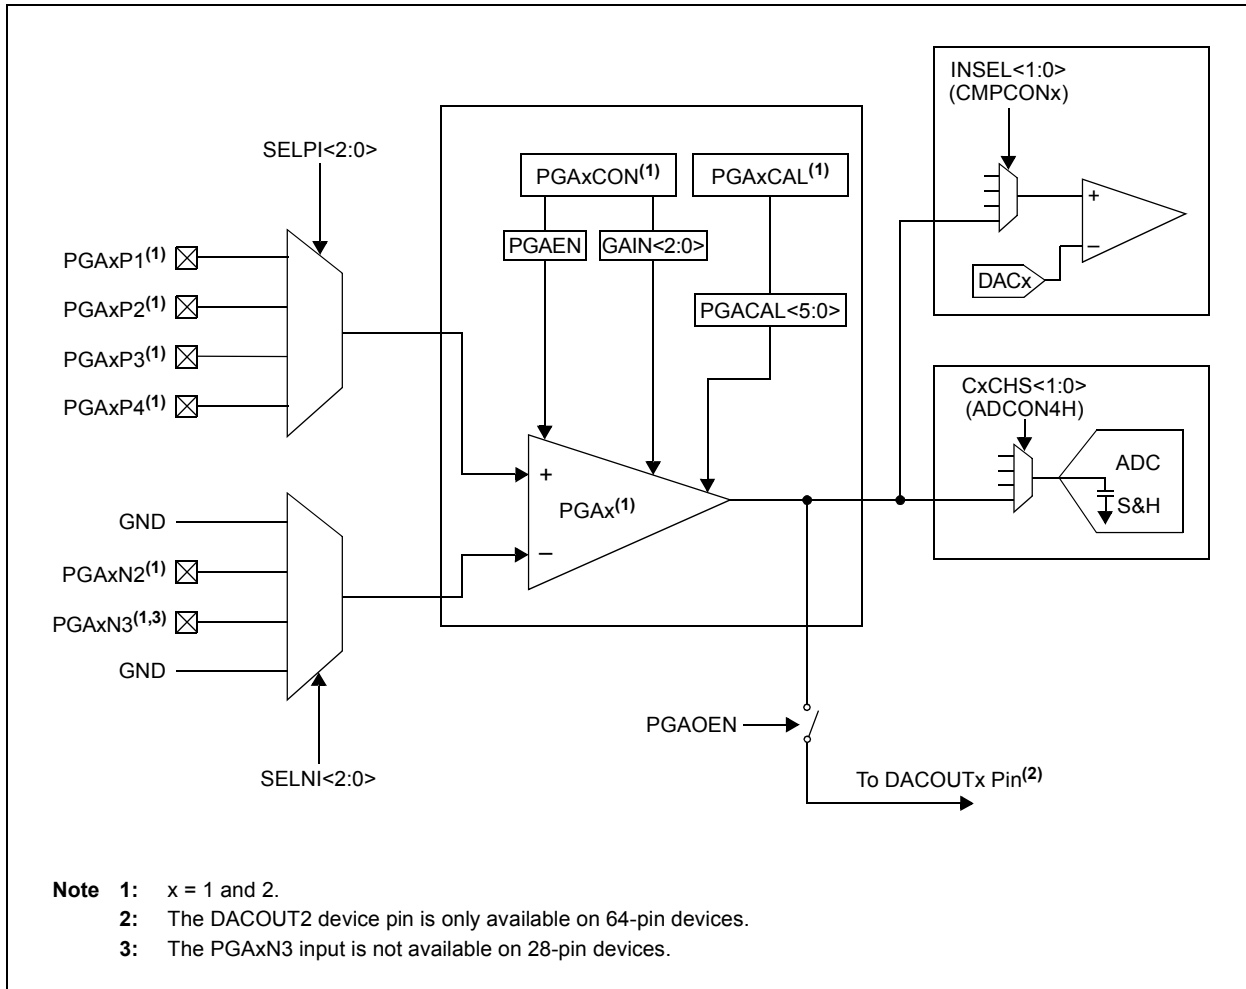 INSEL<1:0>
(CMPCONx)
SELPI<2:0>
PGAxCON(1)
PGAxCAL(1)
PGAEN
GAIN<2:0>
PGAxP1(1)
PGAxP2(1)
PGAxP3(1)
PGAxP4(1)
+
–
DACx
PGACAL<5:0>
CxCHS<1:0>
(ADCON4H)
ADC
S&H
+
PGAx(1)
–
GND
PGAxN2(1)
PGAxN3(1,3)
GND
SELNI<2:0>
PGAOEN
To DACOUTx Pin(2)
Note 1: x = 1 and 2.
2: The DACOUT2 device pin is only available on 64-pin devices.
3: The PGAxN3 input is not available on 28-pin devices.